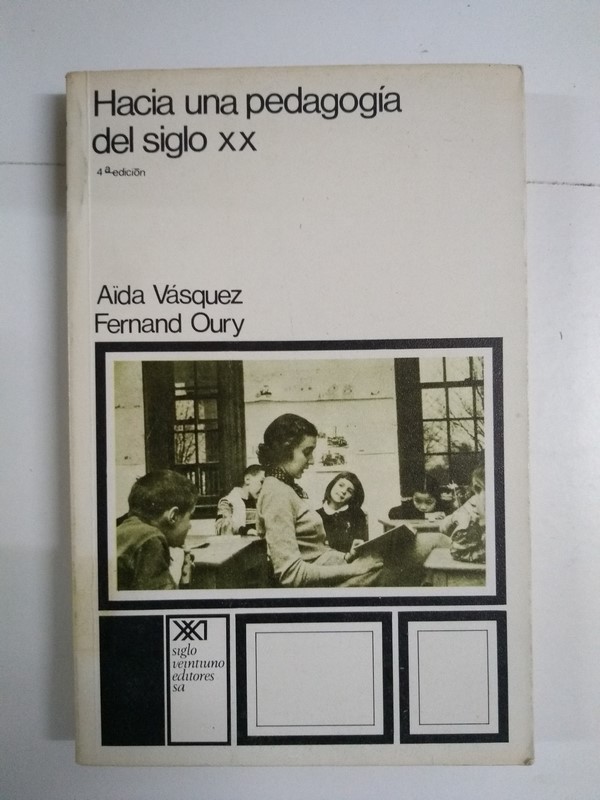 Hacia una pedagogía
del siglo xx
4ª edición
Aïda Vásquez
Fernand Oury
XXI
siglo
veintiuno
editores
sa